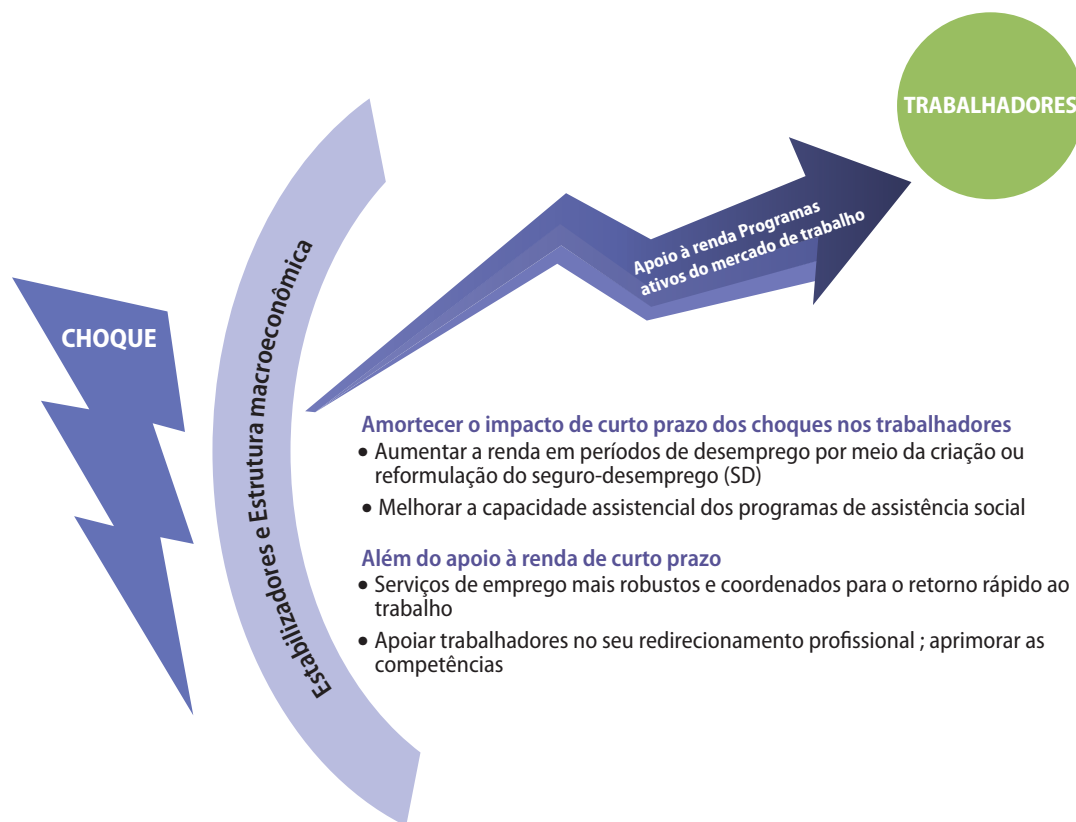 TRABALHADORES
Apoio à renda Programas
ativos do mercado de trabalho
CHOQUE
Estabilizadores e Estrutura macroeconômica
Amortecer o impacto de curto prazo dos choques nos trabalhadores
• Aumentar a renda em períodos de desemprego por meio da criação ou
reformulação do seguro-desemprego (SD)
• Melhorar a capacidade assistencial dos programas de assistência social
Além do apoio à renda de curto prazo
• Serviços de emprego mais robustos e coordenados para o retorno rápido ao
trabalho
• Apoiar trabalhadores no seu redirecionamento profissional ; aprimorar as
competências